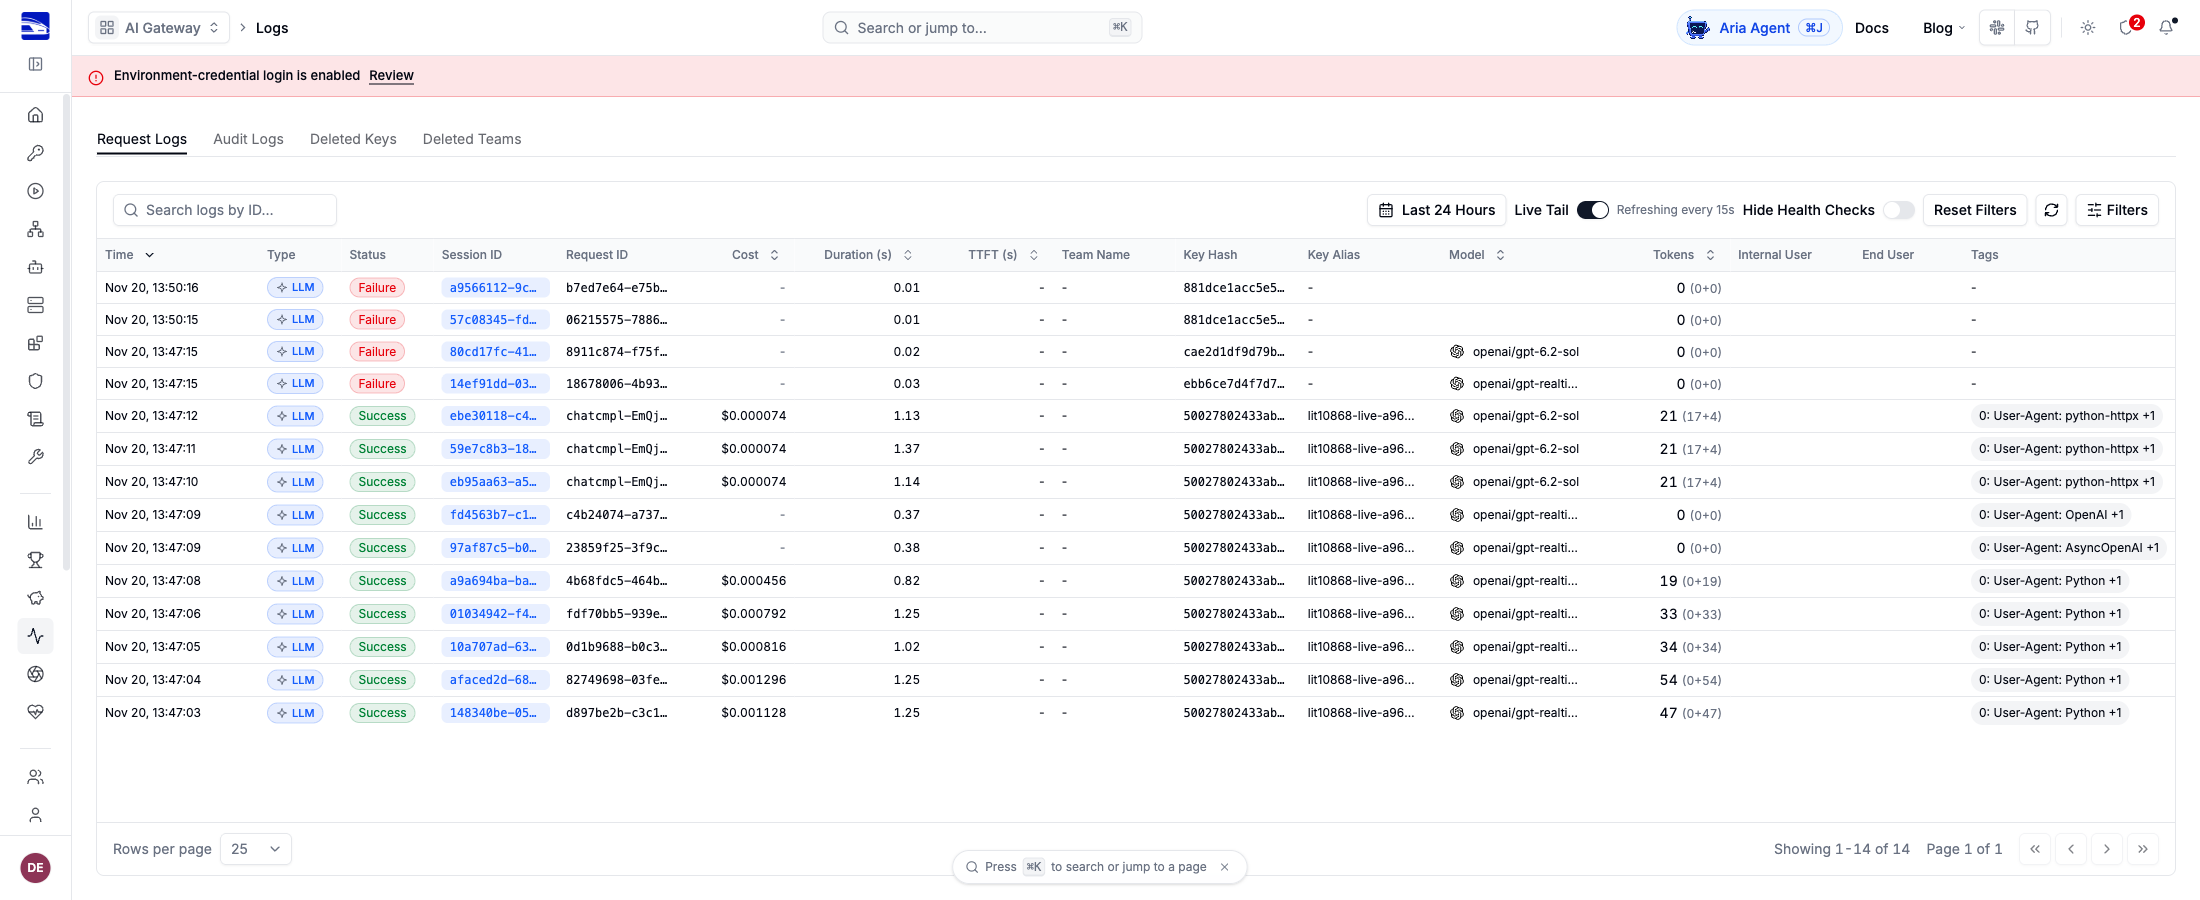 AI Gateway > Logs Search or jump to... ⌘K Aria Agent ⌘J Docs Blog 2
Environment-credential login is enabled Review
Request Logs Audit Logs Deleted Keys Deleted Teams
Search logs by ID... Last 24 Hours Live Tail Refreshing every 15s Hide Health Checks Reset Filters Filters
Time Type Status Session ID Request ID Cost Duration (s) TTFT (s) Team Name Key Hash Key Alias Model Tokens Internal User End User Tags
Nov 20, 13:50:16 LLM Failure a9566112-9c… b7ed7e64-e75b… - 0.01 - - 881dce1acc5e5… - 0 (0+0) -
Nov 20, 13:50:15 LLM Failure 57c08345-fd… 06215575-7886… - 0.01 - - 881dce1acc5e5… - 0 (0+0) -
Nov 20, 13:47:15 LLM Failure 80cd17fc-41… 8911c874-f75f… - 0.02 - - cae2d1df9d79b… - openai/gpt-6.2-sol 0 (0+0) -
Nov 20, 13:47:15 LLM Failure 14ef91dd-03… 18678006-4b93… - 0.03 - - ebb6ce7d4f7d7… - openai/gpt-realti... 0 (0+0) -
Nov 20, 13:47:12 LLM Success ebe30118-c4… chatcmpl-EmQj… $0.000074 1.13 - - 50027802433ab… lit10868-live-a96... openai/gpt-6.2-sol 21 (17+4) 0: User-Agent: python-httpx +1
Nov 20, 13:47:11 LLM Success 59e7c8b3-18… chatcmpl-EmQj… $0.000074 1.37 - - 50027802433ab… lit10868-live-a96... openai/gpt-6.2-sol 21 (17+4) 0: User-Agent: python-httpx +1
Nov 20, 13:47:10 LLM Success eb95aa63-a5… chatcmpl-EmQj… $0.000074 1.14 - - 50027802433ab… lit10868-live-a96... openai/gpt-6.2-sol 21 (17+4) 0: User-Agent: python-httpx +1
Nov 20, 13:47:09 LLM Success fd4563b7-c1… c4b24074-a737… - 0.37 - - 50027802433ab… lit10868-live-a96... openai/gpt-realti... 0 (0+0) 0: User-Agent: OpenAI +1
Nov 20, 13:47:09 LLM Success 97af87c5-b0… 23859f25-3f9c… - 0.38 - - 50027802433ab… lit10868-live-a96... openai/gpt-realti... 0 (0+0) 0: User-Agent: AsyncOpenAI +1
Nov 20, 13:47:08 LLM Success a9a694ba-ba… 4b68fdc5-464b… $0.000456 0.82 - - 50027802433ab… lit10868-live-a96... openai/gpt-realti... 19 (0+19) 0: User-Agent: Python +1
Nov 20, 13:47:06 LLM Success 01034942-f4… fdf70bb5-939e… $0.000792 1.25 - - 50027802433ab… lit10868-live-a96... openai/gpt-realti... 33 (0+33) 0: User-Agent: Python +1
Nov 20, 13:47:05 LLM Success 10a707ad-63… 0d1b9688-b0c3… $0.000816 1.02 - - 50027802433ab… lit10868-live-a96... openai/gpt-realti... 34 (0+34) 0: User-Agent: Python +1
Nov 20, 13:47:04 LLM Success afaced2d-68… 82749698-03fe… $0.001296 1.25 - - 50027802433ab… lit10868-live-a96... openai/gpt-realti... 54 (0+54) 0: User-Agent: Python +1
Nov 20, 13:47:03 LLM Success 148340be-05… d897be2b-c3c1… $0.001128 1.25 - - 50027802433ab… lit10868-live-a96... openai/gpt-realti... 47 (0+47) 0: User-Agent: Python +1
Rows per page 25 Showing 1-14 of 14 Page 1 of 1
Press ⌘K to search or jump to a page ×
DE